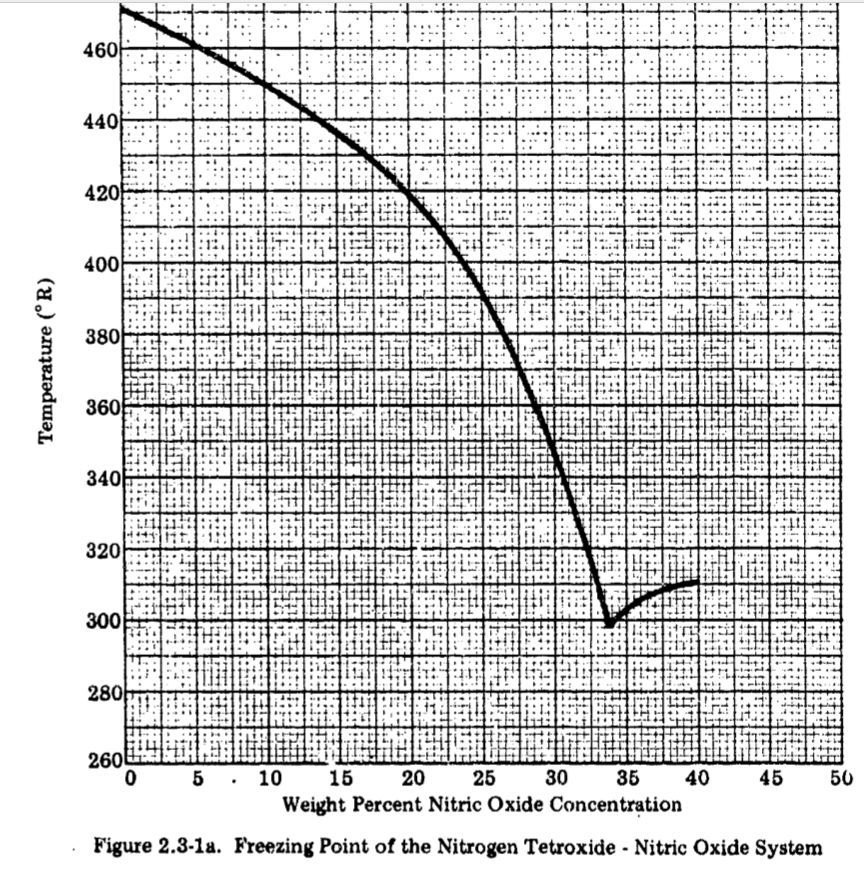 460
440
420
400
380
360
340
320
300
280
260
Temperature (° R)
0 5 10 15 20 25 30 35 40 45 50
Weight Percent Nitric Oxide Concentration
Figure 2.3-1a. Freezing Point of the Nitrogen Tetroxide - Nitric Oxide System